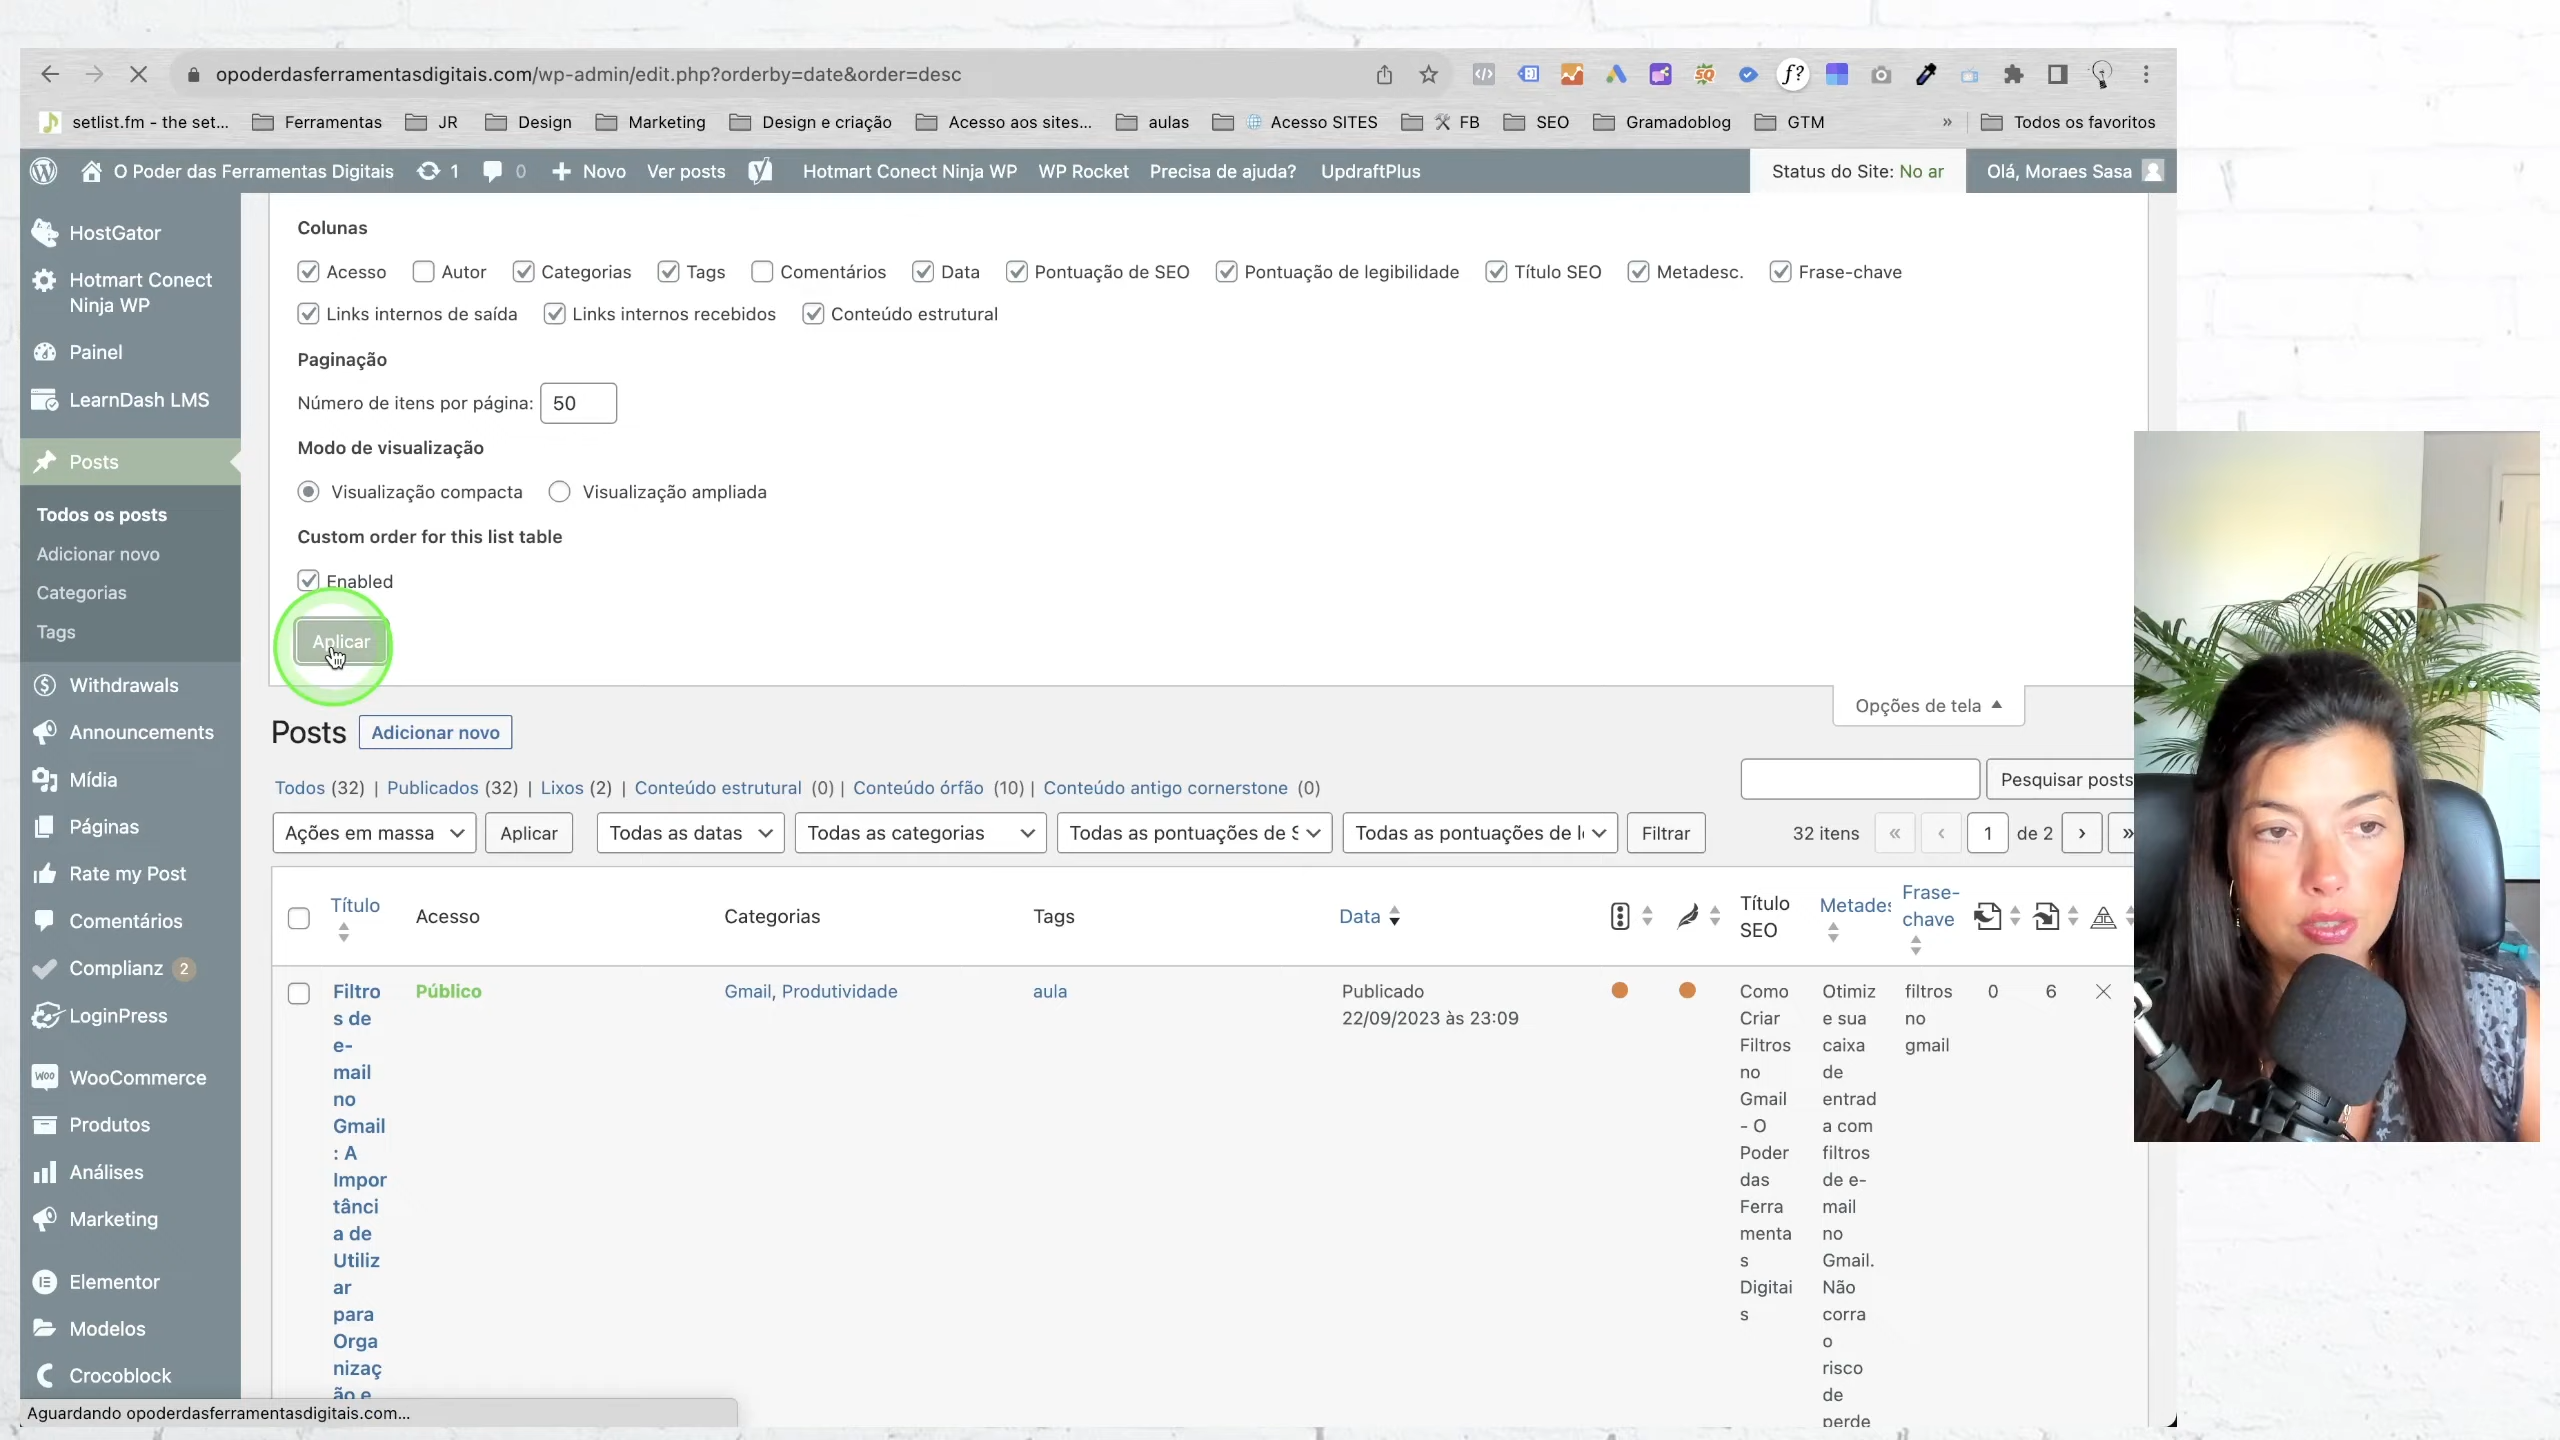 opoderdasferramentasdigitais.com/wp-admin/edit.php?orderby=date&order=desc
setlist.fm - the set... Ferramentas JR Design Marketing Design e criação Acesso aos sites... aulas Acesso SITES FB SEO Gramadoblog GTM » Todos os favoritos
O Poder das Ferramentas Digitais 1 0 + Novo Ver posts Hotmart Conect Ninja WP WP Rocket Precisa de ajuda? UpdraftPlus Status do Site: No ar Olá, Moraes Sasa
HostGator
Hotmart Conect
Ninja WP
Painel
LearnDash LMS
Posts
Todos os posts
Adicionar novo
Categorias
Tags
Withdrawals
Announcements
Mídia
Páginas
Rate my Post
Comentários
Complianz 2
LoginPress
WooCommerce
Produtos
Análises
Marketing
Elementor
Modelos
Crocoblock
Colunas
Acesso Autor Categorias Tags Comentários Data Pontuação de SEO Pontuação de legibilidade Título SEO Metadesc. Frase-chave
Links internos de saída Links internos recebidos Conteúdo estrutural
Paginação
Número de itens por página: 50
Modo de visualização
Visualização compacta Visualização ampliada
Custom order for this list table
Enabled
Aplicar
Opções de tela
Posts Adicionar novo
Todos (32) | Publicados (32) | Lixos (2) | Conteúdo estrutural (0) | Conteúdo órfão (10) | Conteúdo antigo cornerstone (0)
Pesquisar posts
Ações em massa Aplicar Todas as datas Todas as categorias Todas as pontuações de S Todas as pontuações de l Filtrar 32 itens « ‹ 1 de 2 › »
Título Acesso Categorias Tags Data
Título
SEO
Metades
Frase-
chave
Filtro
s de
e-
mail
no
Gmail
: A
Impor
tânci
a de
Utiliz
ar
para
Orga
nizaç
ão e
Público
Gmail, Produtividade
aula
Publicado
22/09/2023 às 23:09
Como
Criar
Filtros
no
Gmail
- O
Poder
das
Ferra
menta
s
Digitai
s
Otimiz
e sua
caixa
de
entrad
a com
filtros
de e-
mail
no
Gmail.
Não
corra
o
risco
de
perde
filtros
no
gmail
0
6
Aguardando opoderdasferramentasdigitais.com...